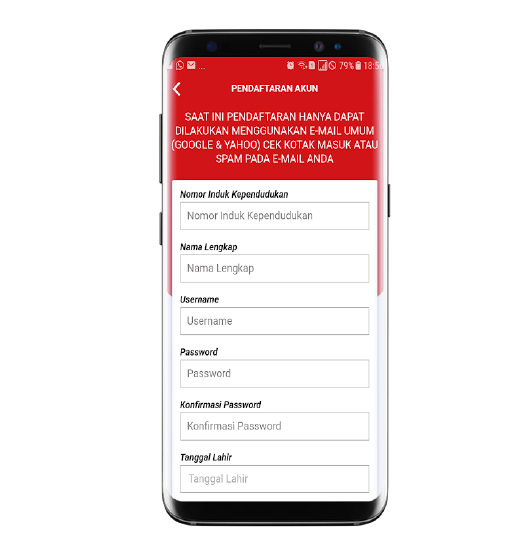 ... 79% 18:56
PENDAFTARAN AKUN
SAAT INI PENDAFTARAN HANYA DAPAT
DILAKUKAN MENGGUNAKAN E-MAIL UMUM
(GOOGLE & YAHOO) CEK KOTAK MASUK ATAU
SPAM PADA E-MAIL ANDA
Nomor Induk Kependudukan
Nomor Induk Kependudukan
Nama Lengkap
Nama Lengkap
Username
Username
Password
Password
Konfirmasi Password
Konfirmasi Password
Tanggal Lahir
Tanggal Lahir